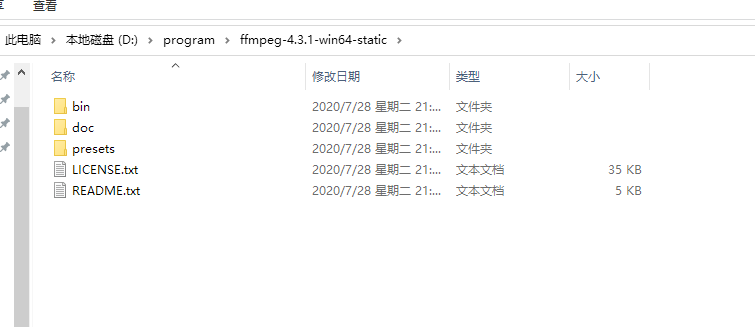 查看
此电脑 > 本地磁盘 (D:) > program > ffmpeg-4.3.1-win64-static >
名称 修改日期 类型 大小
bin 2020/7/28 星期二 21:... 文件夹
doc 2020/7/28 星期二 21:... 文件夹
presets 2020/7/28 星期二 21:... 文件夹
LICENSE.txt 2020/7/28 星期二 21:... 文本文档 35 KB
README.txt 2020/7/28 星期二 21:... 文本文档 5 KB